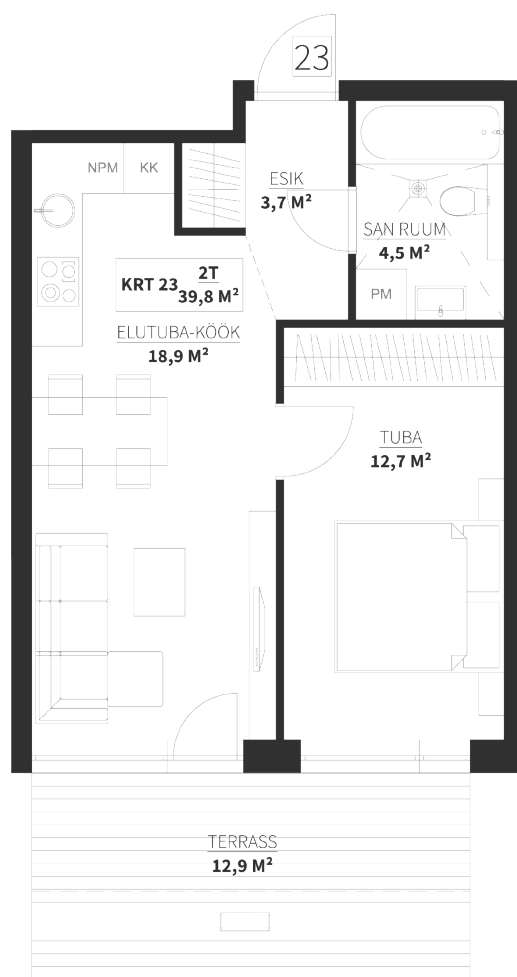 23
NPM
KK
ESIK
3,7 M²
SAN RUUM
4,5 M²
KRT 23 2T
39,8 M²
PM
ELUTUBA-KÖÖK
18,9 M²
TUBA
12,7 M²
TERRASS
12,9 M²